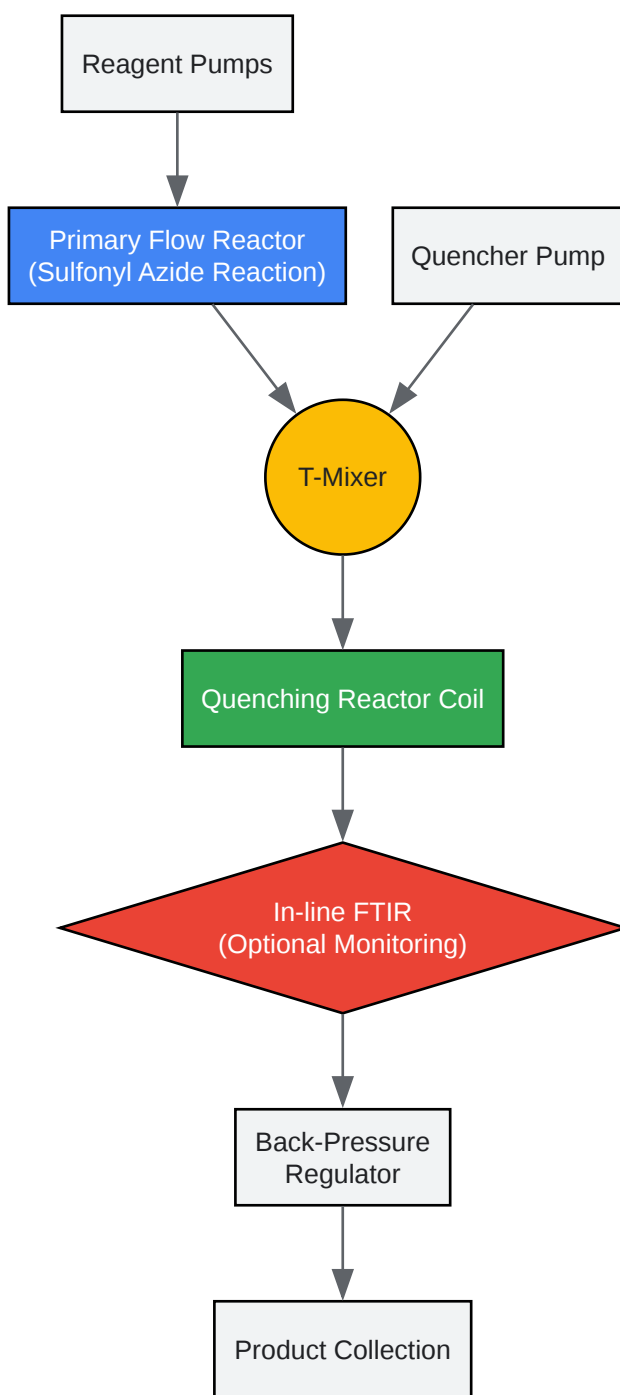 Reagent Pumps
Primary Flow Reactor
(Sulfonyl Azide Reaction)
Quencher Pump
T-Mixer
Quenching Reactor Coil
In-line FTIR
(Optional Monitoring)
Back-Pressure
Regulator
Product Collection